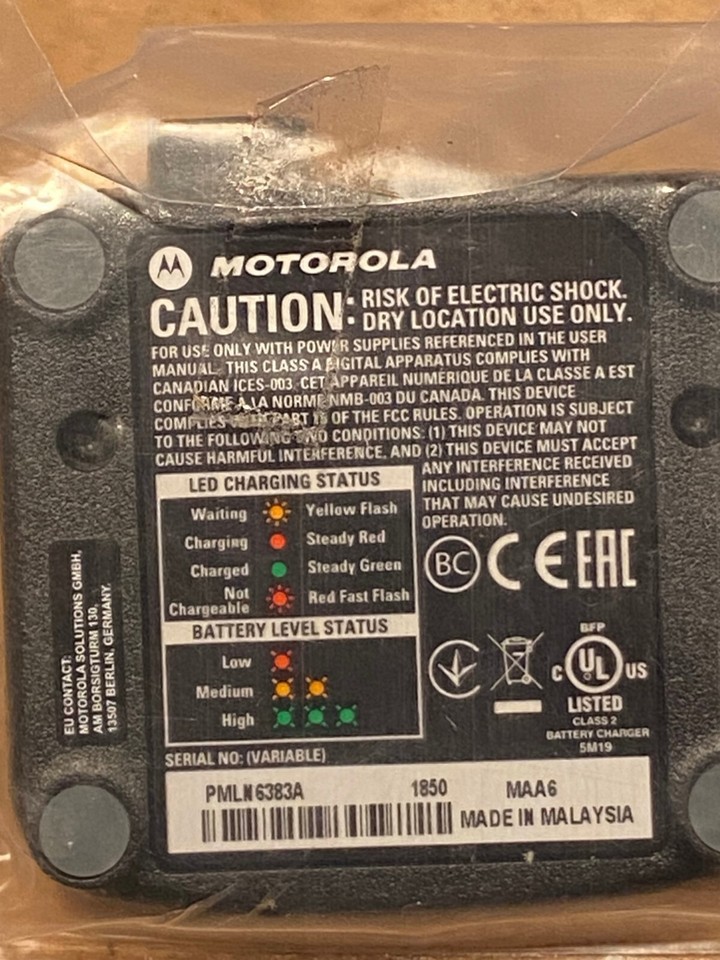 MOTOROLA
CAUTION: RISK OF ELECTRIC SHOCK.
DRY LOCATION USE ONLY.
FOR USE ONLY WITH POWER SUPPLIES REFERENCED IN THE USER
MANUAL. THIS CLASS A DIGITAL APPARATUS COMPLIES WITH
CANADIAN ICES-003. CET APPAREIL NUMÉRIQUE DE LA CLASSE A EST
CONFORME À LA NORME NMB-003 DU CANADA. THIS DEVICE
COMPLIES PART 15 OF THE FCC RULES. OPERATION IS SUBJECT
TO THE FOLLOWING TWO CONDITIONS: (1) THIS DEVICE MAY NOT
CAUSE HARMFUL INTERFERENCE, AND (2) THIS DEVICE MUST ACCEPT
ANY INTERFERENCE RECEIVED
INCLUDING INTERFERENCE
THAT MAY CAUSE UNDESIRED
OPERATION.
LED CHARGING STATUS
Waiting Yellow Flash
Charging Steady Red
Charged Steady Green
Not
Chargeable Red Fast Flash
BATTERY LEVEL STATUS
Low
Medium
High
BC CE EAC
BFP
C UL US
LISTED
CLASS 2
BATTERY CHARGER
5M19
EU CONTACT:
MOTOROLA SOLUTIONS GMBH,
AM BORSIGTURM 130,
13507 BERLIN, GERMANY.
SERIAL NO: (VARIABLE)
PMLN6383A 1850 MAA6
MADE IN MALAYSIA